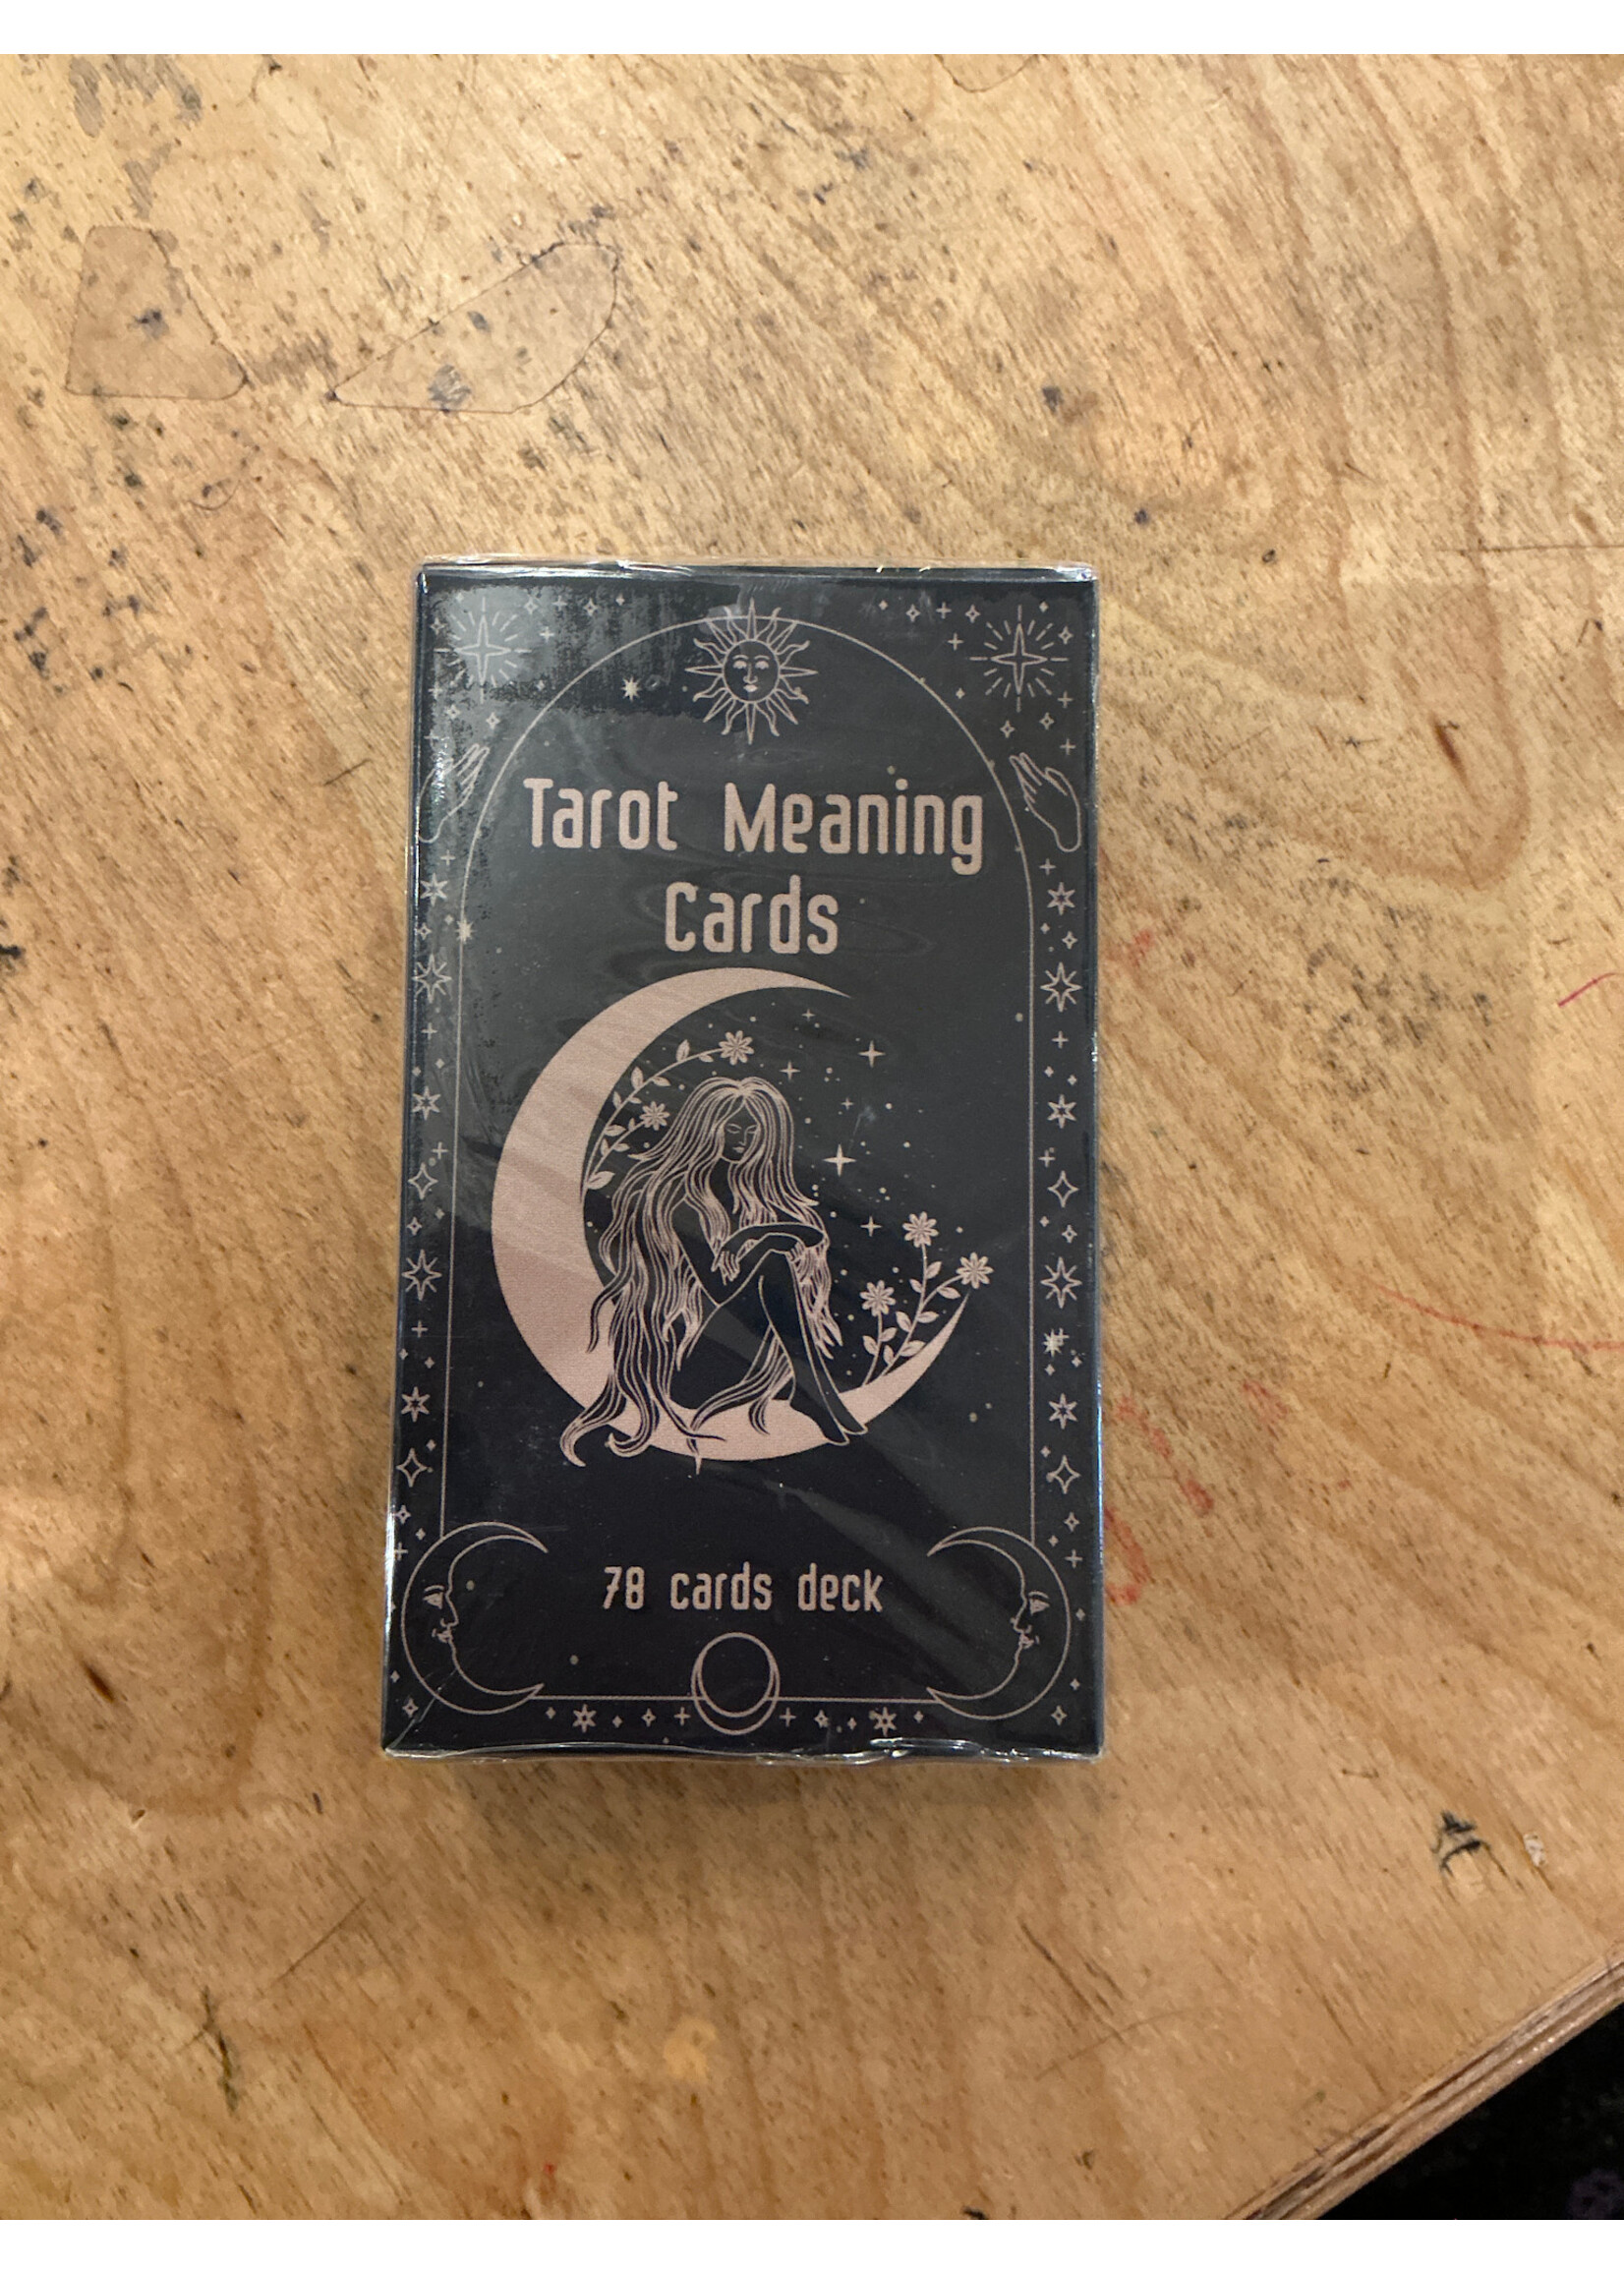 Tarot Meaning
Cards
78 cards deck